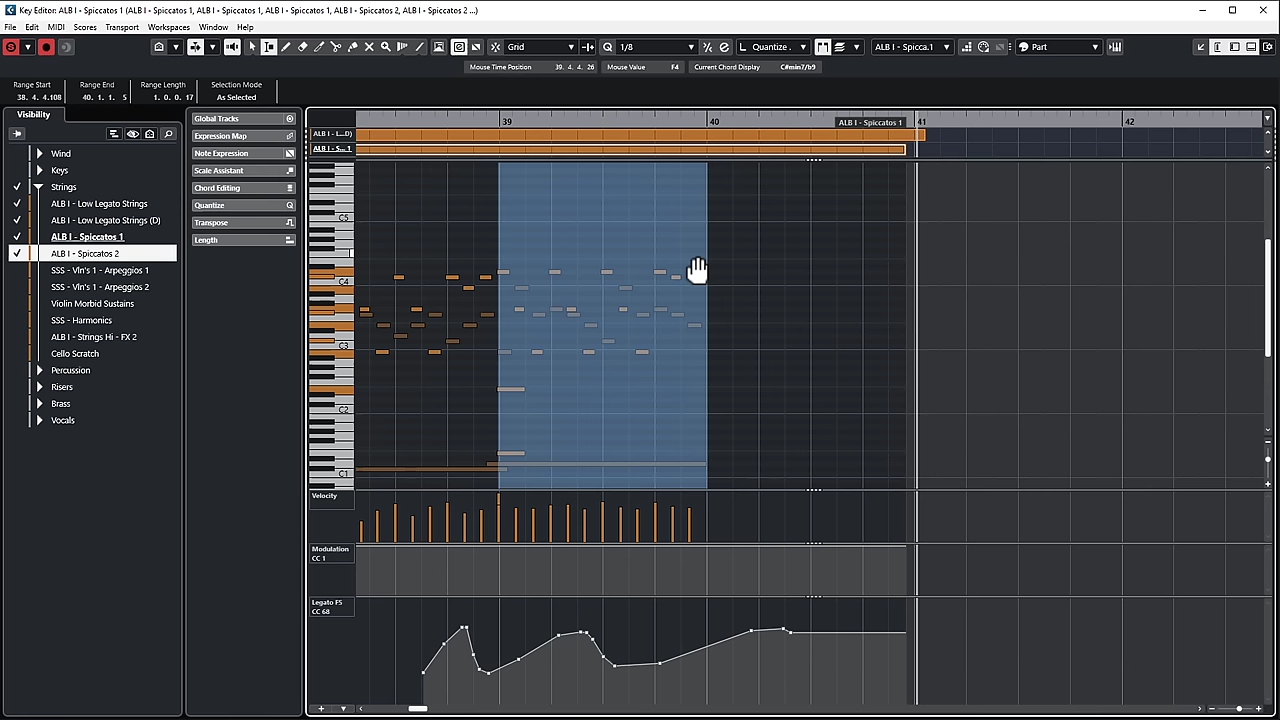 Key Editor: ALB I - Spiccatos 1 (ALB I - Spiccatos 1, ALB I - Spiccatos 1, ALB I - Spiccatos 1, ALB I - Spiccatos 2, ALB I - Spiccatos 2 ...)
File Edit MIDI Scores Transport Workspaces Window Help
S Grid 1/8 L Quantize . ALB I - Spicca.1 Part
Mouse Time Position 39. 4. 4. 26 Mouse Value F4 Current Chord Display C#min7/b9
Range Start Range End Range Length Selection Mode
38. 4. 4.108 40. 1. 1. 5 1. 0. 0. 17 As Selected
Visibility
Wind
Keys
Strings
ALB I - Low Legato Strings
ALB I - Low Legato Strings (D)
ALB I - Spiccatos 1
ALB I - Spiccatos 2
SSS - Vln's 1 - Arpeggios 1
SSS - Vln's 1 - Arpeggios 2
Violin Morbid Sustains
SSS - Harmonics
ALB I - Strings Hi - FX 2
Cello Scratch
Percussion
Risers
Brass
Vocals
Global Tracks
Expression Map
Note Expression
Scale Assistant
Chord Editing
Quantize
Transpose
Length
39 40 ALB I - Spiccatos 1 41 42
ALB I - L...D)
ALB I - S... 1
C5
C4
C3
C2
C1
Velocity
Modulation
CC 1
Legato FS
CC 68